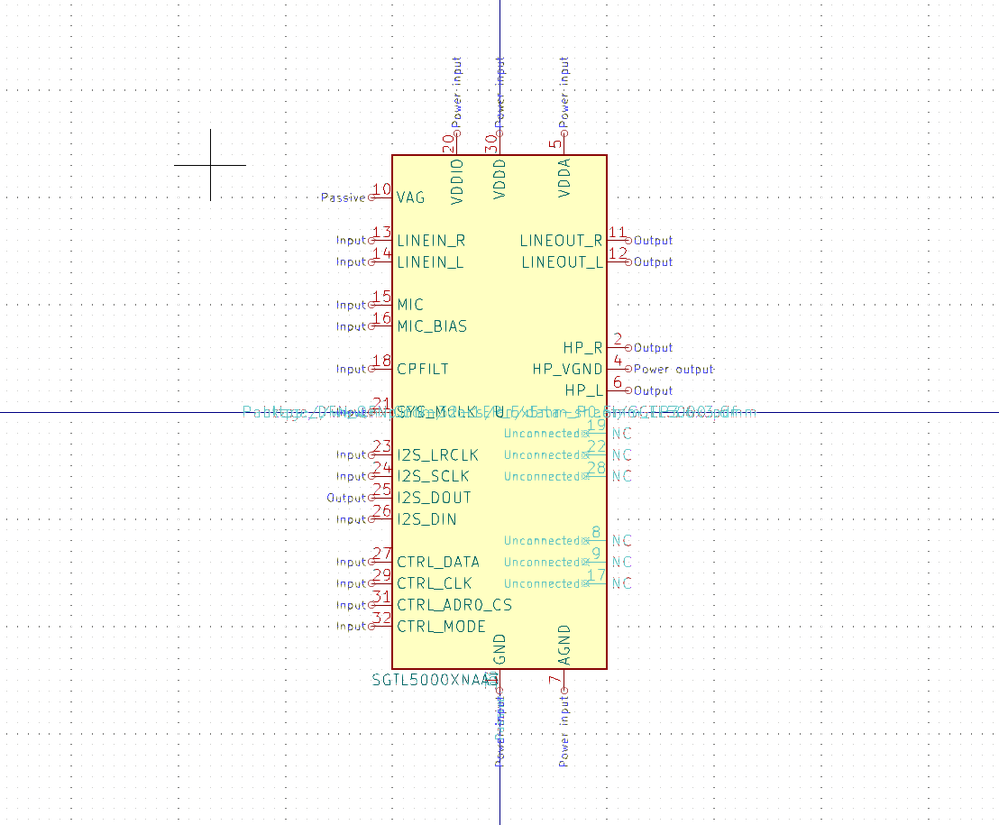 Power input Power input Power input
20 30 5
VDDIO VDDD VDDA
Passive 10 VAG
Input 13 LINEIN_R LINEOUT_R 11 Output
Input 14 LINEIN_L LINEOUT_L 12 Output
Input 15 MIC
Input 16 MIC_BIAS
HP_R 2 Output
Input 18 CPFILT HP_VGND 4 Power output
HP_L 6 Output
21 SYS_MCLK U
Unconnected 19 NC
Input 23 I2S_LRCLK Unconnected 22 NC
Input 24 I2S_SCLK Unconnected 28 NC
Output 25 I2S_DOUT
Input 26 I2S_DIN
Unconnected 8 NC
Input 27 CTRL_DATA Unconnected 9 NC
Input 29 CTRL_CLK Unconnected 17 NC
Input 31 CTRL_ADR0_CS
Input 32 CTRL_MODE
GND AGND
SGTL5000XNAA3 7
Power input Power input